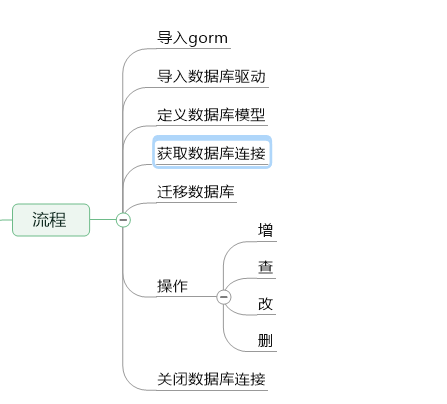 导入gorm
导入数据库驱动
定义数据库模型
获取数据库连接
迁移数据库
流程
增
查
操作
改
删
关闭数据库连接